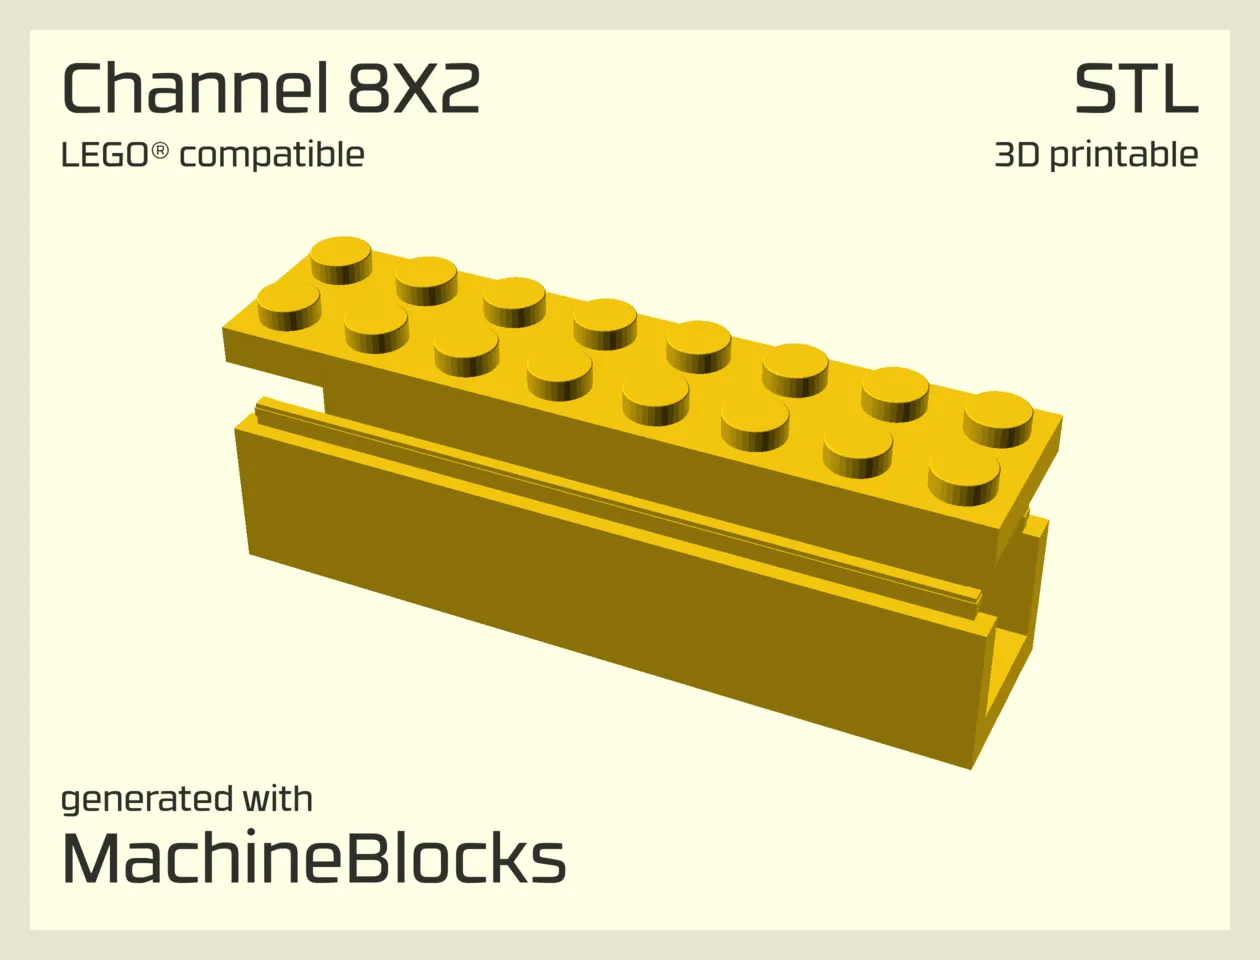 Channel 8X2
LEGO® compatible
STL
3D printable
generated with
MachineBlocks